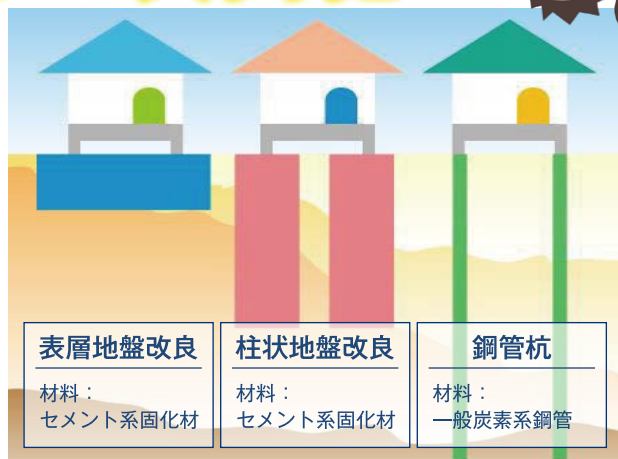 表層地盤改良
材料：
セメント系固化材
柱状地盤改良
材料：
セメント系固化材
鋼管杭
材料：
一般炭素系鋼管